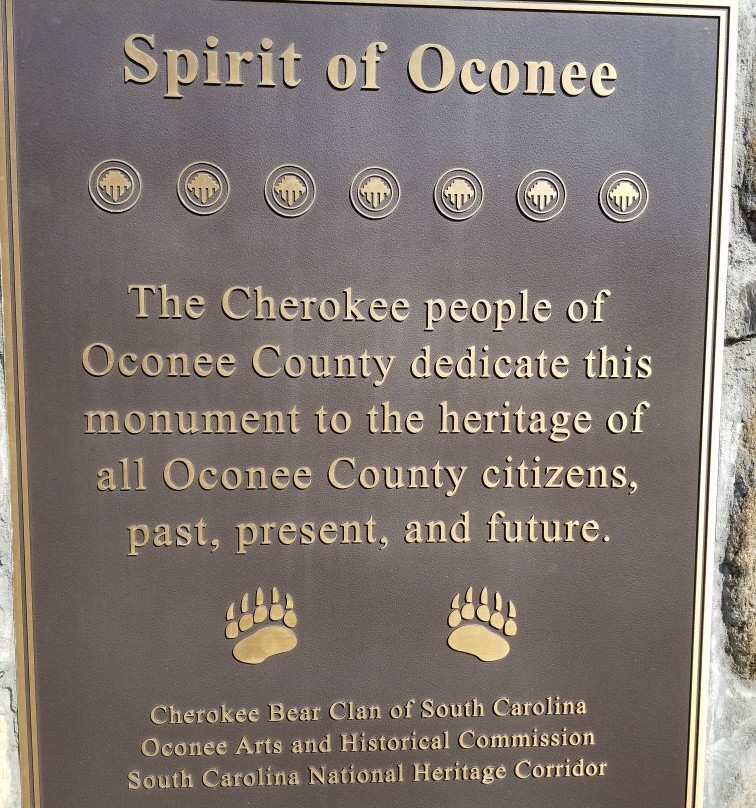 Spirit of Oconee
The Cherokee people of
Oconee County dedicate this
monument to the heritage of
all Oconee County citizens,
past, present, and future.
Cherokee Bear Clan of South Carolina
Oconee Arts and Historical Commission
South Carolina National Heritage Corridor